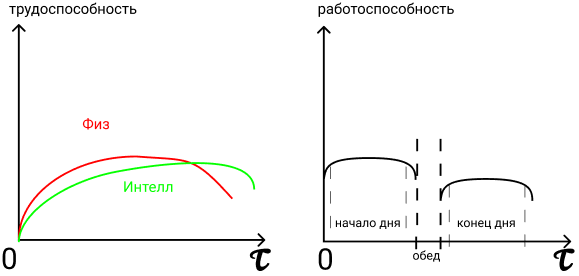 трудоспособность
Физ
Интелл
0
τ
работоспособность
начало дня
обед
конец дня
0
τ